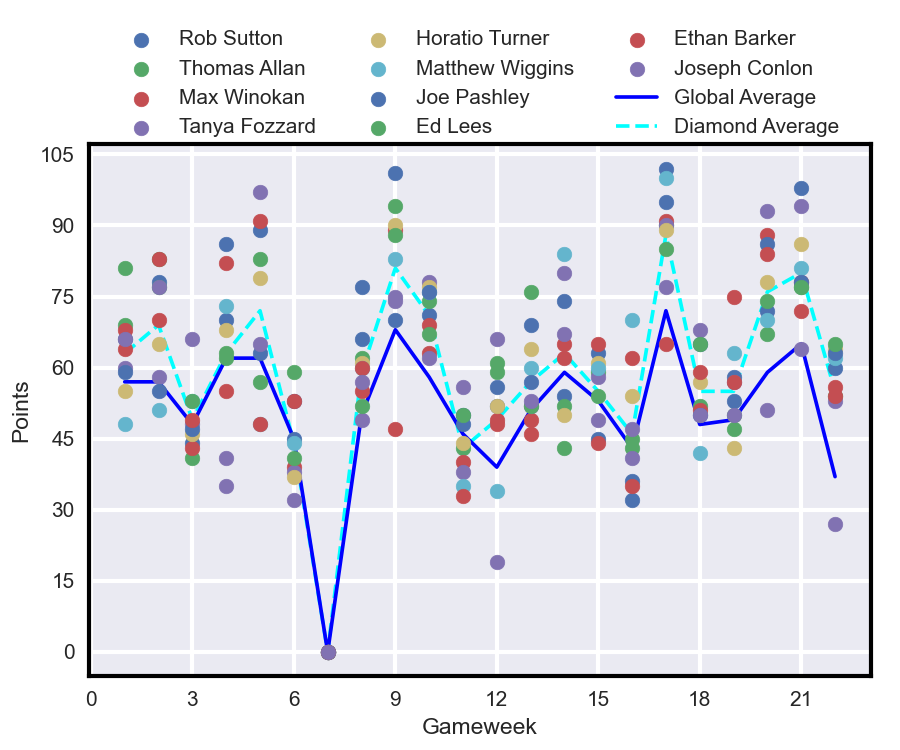 Rob Sutton
Thomas Allan
Max Winokan
Tanya Fozzard
Horatio Turner
Matthew Wiggins
Joe Pashley
Ed Lees
Ethan Barker
Joseph Conlon
Global Average
Diamond Average
105
90
75
60
45
30
15
0
Points
0 3 6 9 12 15 18 21
Gameweek